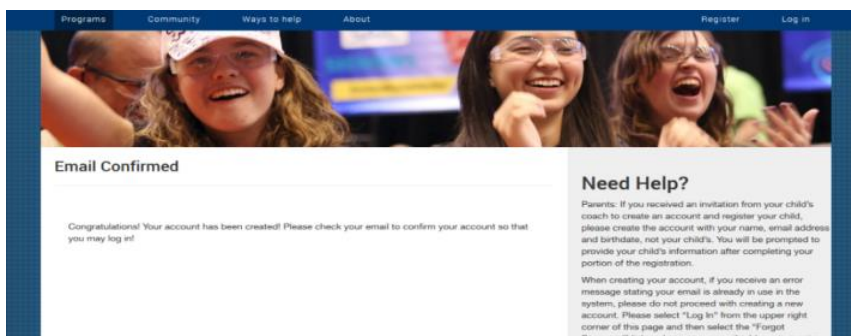 Programs Community Ways to help About Register Log in
Email Confirmed
Congratulations! Your account has been created! Please check your email to confirm your account so that
you may log in!
Need Help?
Parents: If you received an invitation from your child's
coach to create an account and register your child,
please create the account with your name, email address
and birthdate, not your child's. You will be prompted to
provide your child's information after completing your
portion of the registration.
When creating your account, if you receive an error
message stating your email is already in use in the
system, please do not proceed with creating a new
account. Please select "Log In" from the upper right
corner of this page and then select the "Forgot